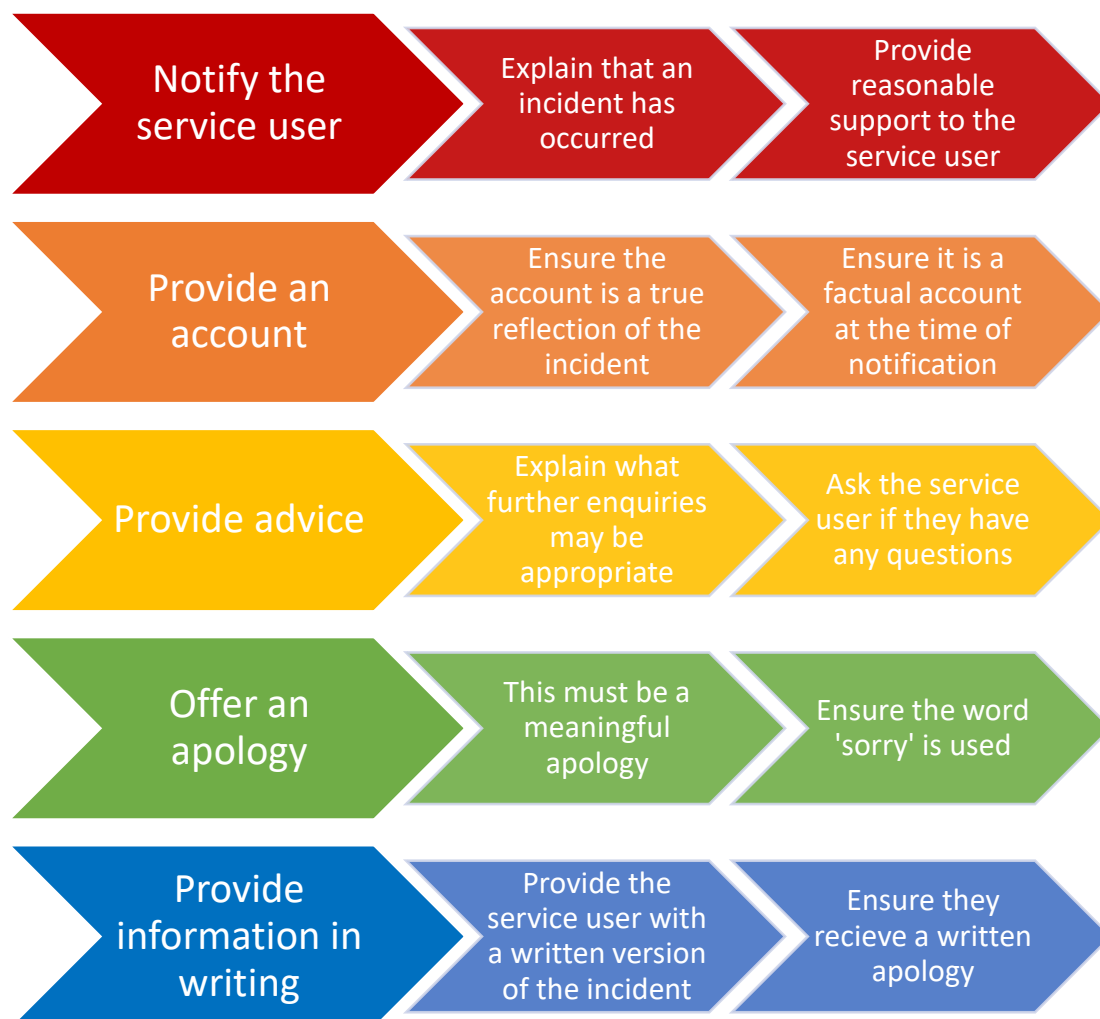 Notify the
service user
Explain that an
incident has
occurred
Provide
reasonable
support to the
service user
Provide an
account
Ensure the
account is a true
reflection of the
incident
Ensure it is a
factual account
at the time of
notification
Provide advice
Explain what
further enquiries
may be
appropriate
Ask the service
user if they have
any questions
Offer an
apology
This must be a
meaningful
apology
Ensure the word
'sorry' is used
Provide
information in
writing
Provide the
service user with
a written version
of the incident
Ensure they
recieve a written
apology